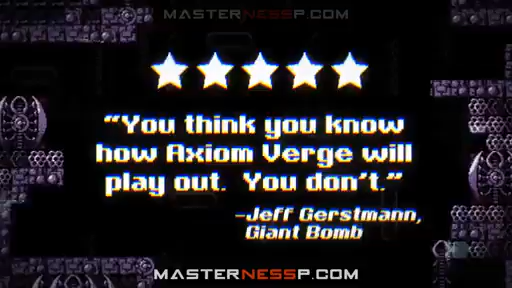 MASTERNESSP.COM
"You think you know
how Axiom Verge will
play out. You don't."
-Jeff Gerstmann,
Giant Bomb
MASTERNESSP.COM